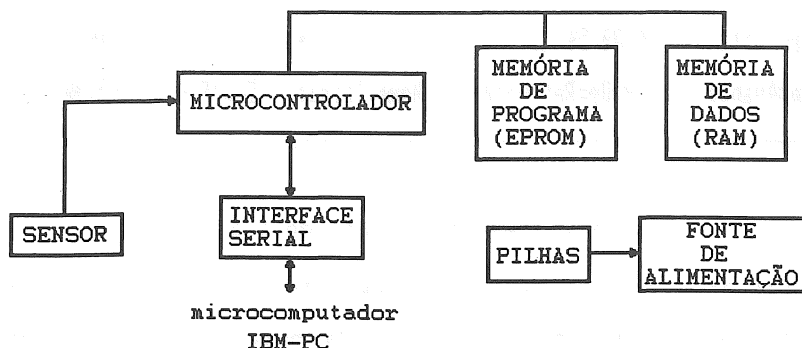 MICROCONTROLADOR
MEMÓRIA
DE
PROGRAMA
(EPROM)
MEMÓRIA
DE
DADOS
(RAM)
SENSOR
INTERFACE
SERIAL
microcomputador
IBM-PC
PILHAS
FONTE
DE
ALIMENTAÇÃO